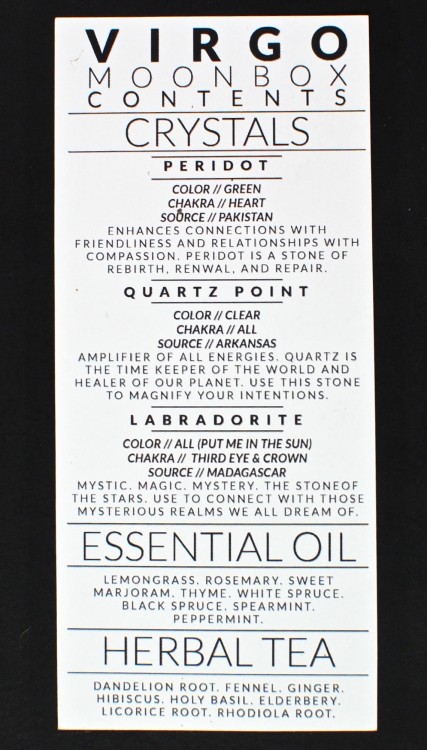 VIRGO
MOONBOX
CONTENTS
CRYSTALS
PERIDOT
COLOR // GREEN
CHAKRA // HEART
SOURCE // PAKISTAN
ENHANCES CONNECTIONS WITH
FRIENDLINESS AND RELATIONSHIPS WITH
COMPASSION. PERIDOT IS A STONE OF
REBIRTH, RENWAL, AND REPAIR.
QUARTZ POINT
COLOR // CLEAR
CHAKRA // ALL
SOURCE // ARKANSAS
AMPLIFIER OF ALL ENERGIES. QUARTZ IS
THE TIME KEEPER OF THE WORLD AND
HEALER OF OUR PLANET. USE THIS STONE
TO MAGNIFY YOUR INTENTIONS.
LABRADORITE
COLOR // ALL (PUT ME IN THE SUN)
CHAKRA // THIRD EYE & CROWN
SOURCE // MADAGASCAR
MYSTIC. MAGIC. MYSTERY. THE STONEOF
THE STARS. USE TO CONNECT WITH THOSE
MYSTERIOUS REALMS WE ALL DREAM OF.
ESSENTIAL OIL
LEMONGRASS. ROSEMARY. SWEET
MARJORAM. THYME. WHITE SPRUCE.
BLACK SPRUCE. SPEARMINT.
PEPPERMINT.
HERBAL TEA
DANDELION ROOT. FENNEL. GINGER.
HIBISCUS. HOLY BASIL. ELDERBERY.
LICORICE ROOT. RHODIOLA ROOT.